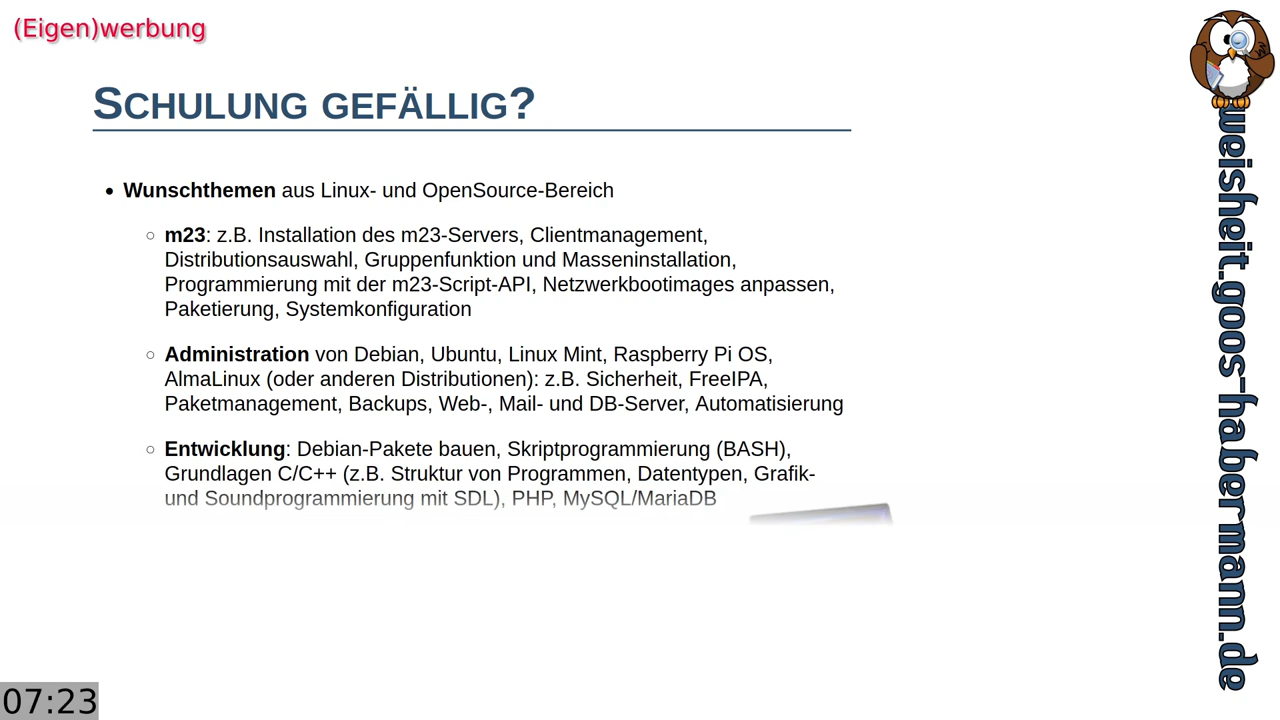 (Eigen)werbung
SCHULUNG GEFÄLLIG?
• Wunschthemen aus Linux- und OpenSource-Bereich
○ m23: z.B. Installation des m23-Servers, Clientmanagement,
Distributionsauswahl, Gruppenfunktion und Masseninstallation,
Programmierung mit der m23-Script-API, Netzwerkbootimages anpassen,
Paketierung, Systemkonfiguration
○ Administration von Debian, Ubuntu, Linux Mint, Raspberry Pi OS,
AlmaLinux (oder anderen Distributionen): z.B. Sicherheit, FreeIPA,
Paketmanagement, Backups, Web-, Mail- und DB-Server, Automatisierung
○ Entwicklung: Debian-Pakete bauen, Skriptprogrammierung (BASH),
Grundlagen C/C++ (z.B. Struktur von Programmen, Datentypen, Grafik-
und Soundprogrammierung mit SDL), PHP, MySQL/MariaDB
weisheit.goos-habermann.de
07:23